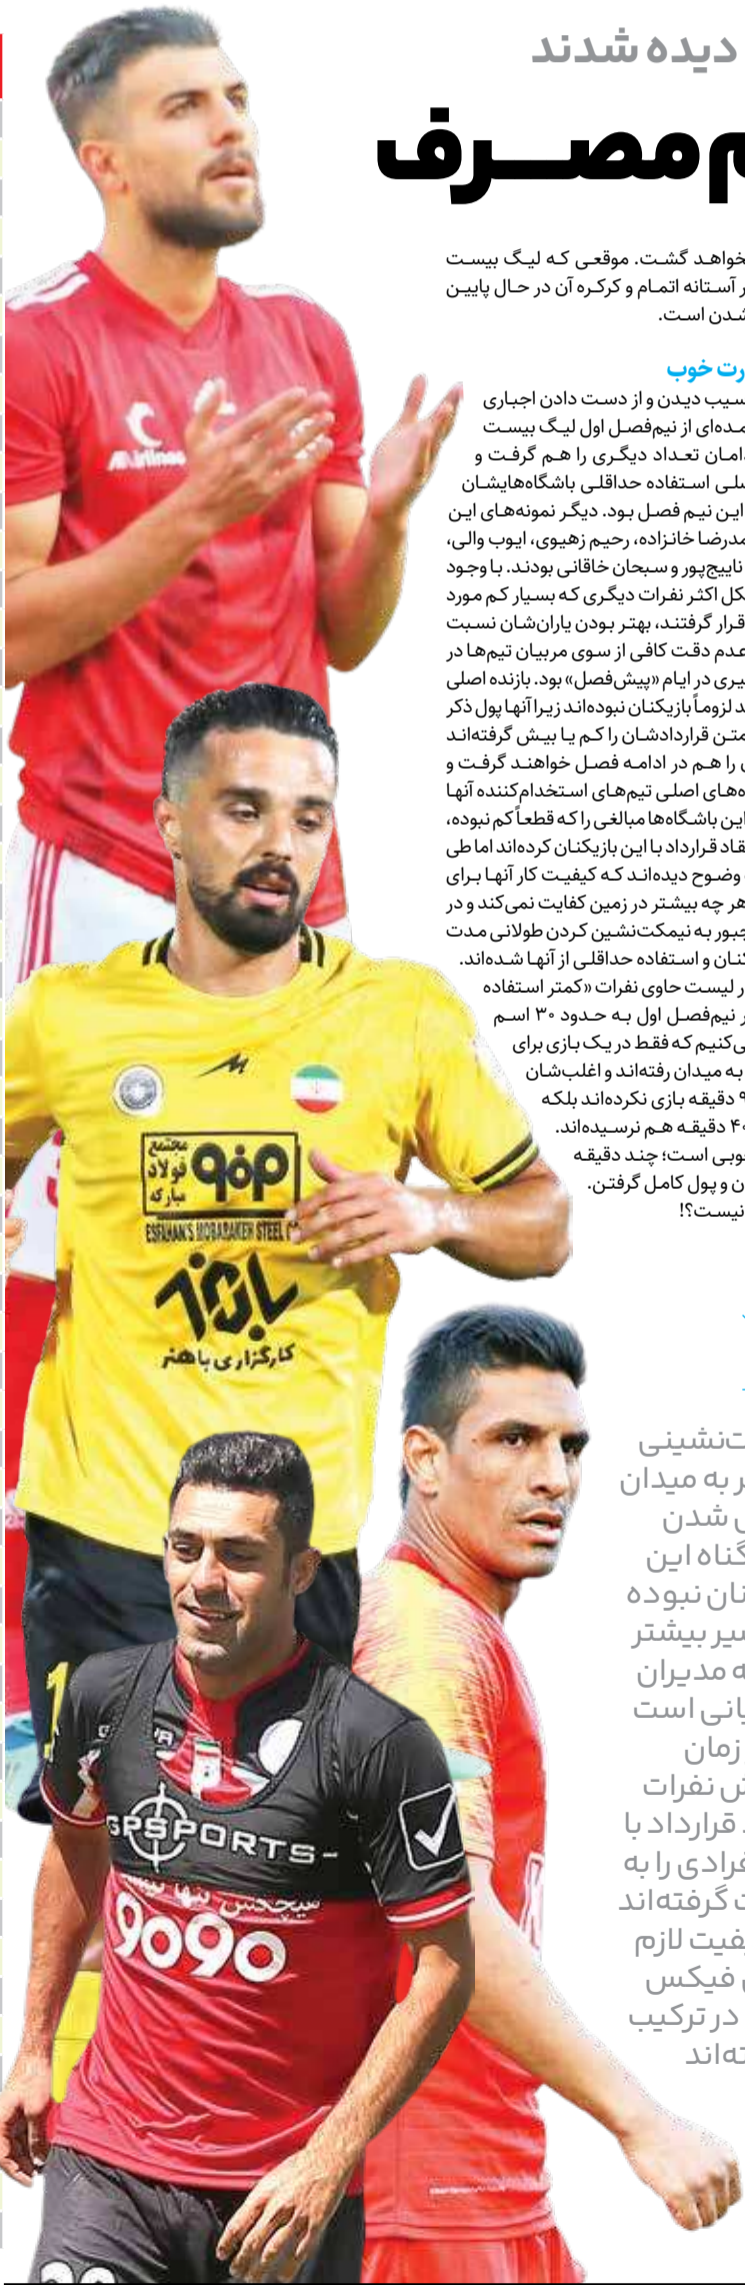 دیده شدند
م‌مصرف
خواهد گشت. موقعی که لیگ بیست
ر آستانه اتمام و کرکره آن در حال پایین
شدن است.
رت خوب
سیب دیدن و از دست دادن اجباری
مده‌ای از نیم‌فصل اول لیگ بیست
امان تعداد دیگری را هم گرفت و
صلی استفاده حداقلی باشگاه‌هایشان
این نیم فصل بود. دیگر نمونه‌های این
مدرضا خانزاده، رحیم زهیوی، ایوب والی،
ناییج‌پور و سبحان خاقانی بودند. با وجود
کل اکثر نفرات دیگری که بسیار کم مورد
قرار گرفتند، بهتر بودن یاران‌شان نسبت
عدم دقت کافی از سوی مربیان تیم‌ها در
یری در ایام «پیش‌فصل» بود. بازنده اصلی
ند لزوماً بازیکنان نبوده‌اند زیرا آنها پول ذکر
متن قراردادشان را کم یا بیش گرفته‌اند
ی را هم در ادامه فصل خواهند گرفت و
ه‌های اصلی تیم‌های استخدام‌کننده آنها
این باشگاه‌ها مبالغی را که قطعاً کم نبوده،
قاد قرارداد با این بازیکنان کرده‌اند اما طی
وضوح دیده‌اند که کیفیت کار آنها برای
هر چه بیشتر در زمین کفایت نمی‌کند و در
جبور به نیمکت‌نشین کردن طولانی مدت
کنان و استفاده حداقلی از آنها شده‌اند.
ر لیست حاوی نفرات «کمتر استفاده
ر نیم‌فصل اول به حدود ۳۰ اسم
ی‌کنیم که فقط در یک بازی برای
به میدان رفته‌اند و اغلب‌شان
۹ دقیقه بازی نکرده‌اند بلکه
۴۰ دقیقه هم نرسیده‌اند.
وبی است؛ چند دقیقه
ن و پول کامل گرفتن.
نیست؟!
ت‌نشینی
ر به میدان
ی شدن
گناه این
نان نبوده
سیر بیشتر
ه مدیران
یانی است
زمان
ش نفرات
د قرارداد با
فرادی را به
ت گرفته‌اند
یفیت لازم
ی فیکس
در ترکیب
ته‌اند
Airlines
مجتمع
فولاد
مبارکه
ESFAHAN'S MOBARAKEH STEEL CO
کارگزاری باهنر
GPSPORTS
9090